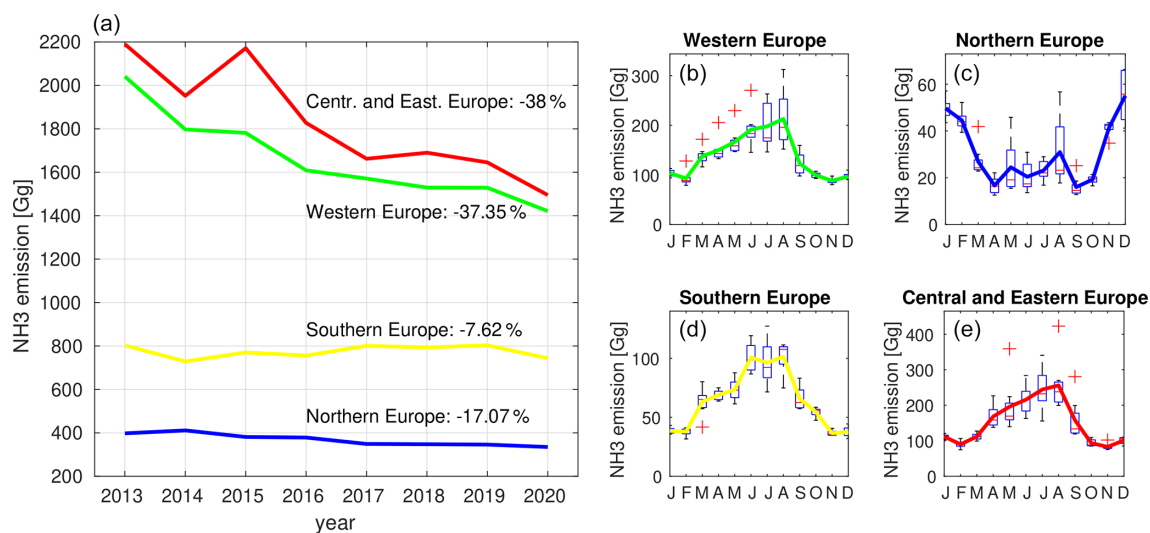 (a)
NH3 emission [Gg]
2200
2000
1800
1600
1400
1200
1000
800
600
400
200
Centr. and East. Europe: -38 %
Western Europe: -37.35 %
Southern Europe: -7.62 %
Northern Europe: -17.07 %
2013 2014 2015 2016 2017 2018 2019 2020
year
Western Europe
(b)
NH3 emission [Gg]
300
200
100
0
J F M A M J J A S O N D
Northern Europe
(c)
NH3 emission [Gg]
60
40
20
0
J F M A M J J A S O N D
Southern Europe
(d)
NH3 emission [Gg]
100
50
0
J F M A M J J A S O N D
Central and Eastern Europe
(e)
NH3 emission [Gg]
400
300
200
100
0
J F M A M J J A S O N D